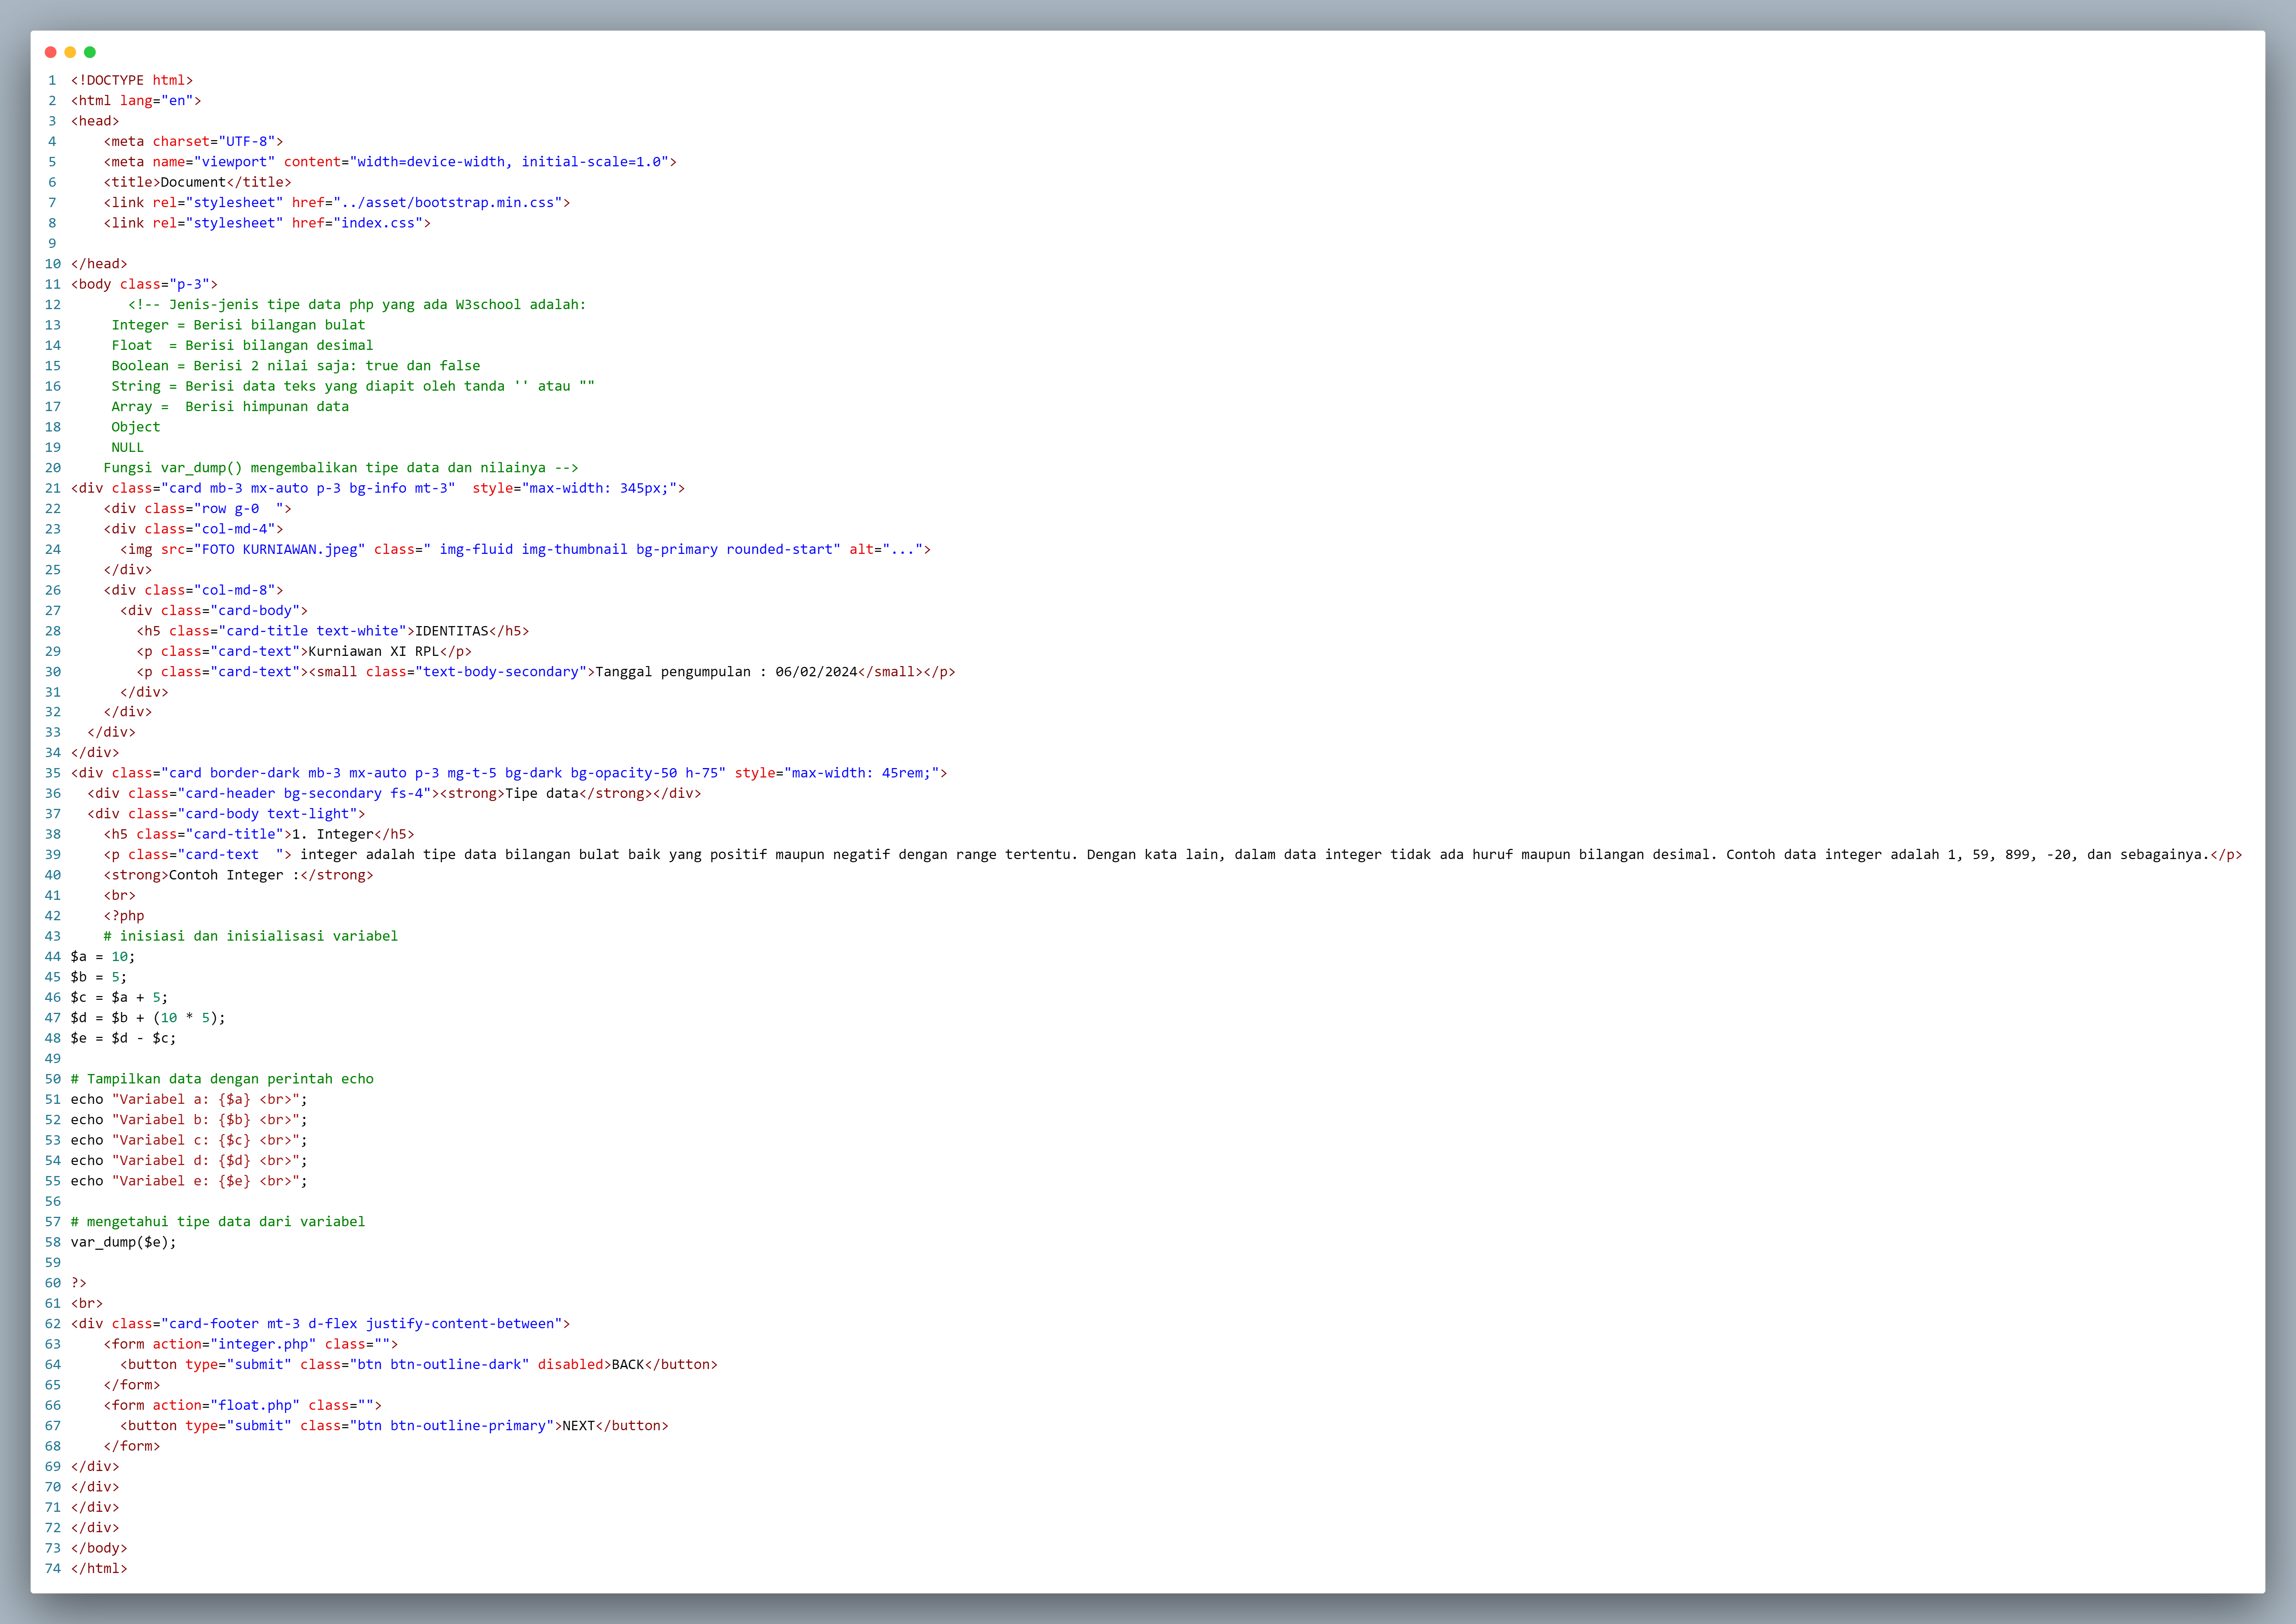 1 <!DOCTYPE html>
2 <html lang="en">
3 <head>
4     <meta charset="UTF-8">
5     <meta name="viewport" content="width=device-width, initial-scale=1.0">
6     <title>Document</title>
7     <link rel="stylesheet" href="../asset/bootstrap.min.css">
8     <link rel="stylesheet" href="index.css">
9
10 </head>
11 <body class="p-3">
12        <!-- Jenis-jenis tipe data php yang ada W3school adalah:
13      Integer = Berisi bilangan bulat
14      Float  = Berisi bilangan desimal
15      Boolean = Berisi 2 nilai saja: true dan false
16      String = Berisi data teks yang diapit oleh tanda '' atau ""
17      Array =  Berisi himpunan data
18      Object
19      NULL
20     Fungsi var_dump() mengembalikan tipe data dan nilainya -->
21 <div class="card mb-3 mx-auto p-3 bg-info mt-3"  style="max-width: 345px;">
22     <div class="row g-0  ">
23     <div class="col-md-4">
24       <img src="FOTO KURNIAWAN.jpeg" class=" img-fluid img-thumbnail bg-primary rounded-start" alt="...">
25     </div>
26     <div class="col-md-8">
27       <div class="card-body">
28         <h5 class="card-title text-white">IDENTITAS</h5>
29         <p class="card-text">Kurniawan XI RPL</p>
30         <p class="card-text"><small class="text-body-secondary">Tanggal pengumpulan : 06/02/2024</small></p>
31       </div>
32     </div>
33   </div>
34 </div>
35 <div class="card border-dark mb-3 mx-auto p-3 mg-t-5 bg-dark bg-opacity-50 h-75" style="max-width: 45rem;">
36   <div class="card-header bg-secondary fs-4"><strong>Tipe data</strong></div>
37   <div class="card-body text-light">
38     <h5 class="card-title">1. Integer</h5>
39     <p class="card-text  "> integer adalah tipe data bilangan bulat baik yang positif maupun negatif dengan range tertentu. Dengan kata lain, dalam data integer tidak ada huruf maupun bilangan desimal. Contoh data integer adalah 1, 59, 899, -20, dan sebagainya.</p>
40     <strong>Contoh Integer :</strong>
41     <br>
42     <?php
43     # inisiasi dan inisialisasi variabel
44 $a = 10;
45 $b = 5;
46 $c = $a + 5;
47 $d = $b + (10 * 5);
48 $e = $d - $c;
49
50 # Tampilkan data dengan perintah echo
51 echo "Variabel a: {$a} <br>";
52 echo "Variabel b: {$b} <br>";
53 echo "Variabel c: {$c} <br>";
54 echo "Variabel d: {$d} <br>";
55 echo "Variabel e: {$e} <br>";
56
57 # mengetahui tipe data dari variabel
58 var_dump($e);
59
60 ?>
61 <br>
62 <div class="card-footer mt-3 d-flex justify-content-between">
63     <form action="integer.php" class="">
64       <button type="submit" class="btn btn-outline-dark" disabled>BACK</button>
65     </form>
66     <form action="float.php" class="">
67       <button type="submit" class="btn btn-outline-primary">NEXT</button>
68     </form>
69 </div>
70 </div>
71 </div>
72 </div>
73 </body>
74 </html>